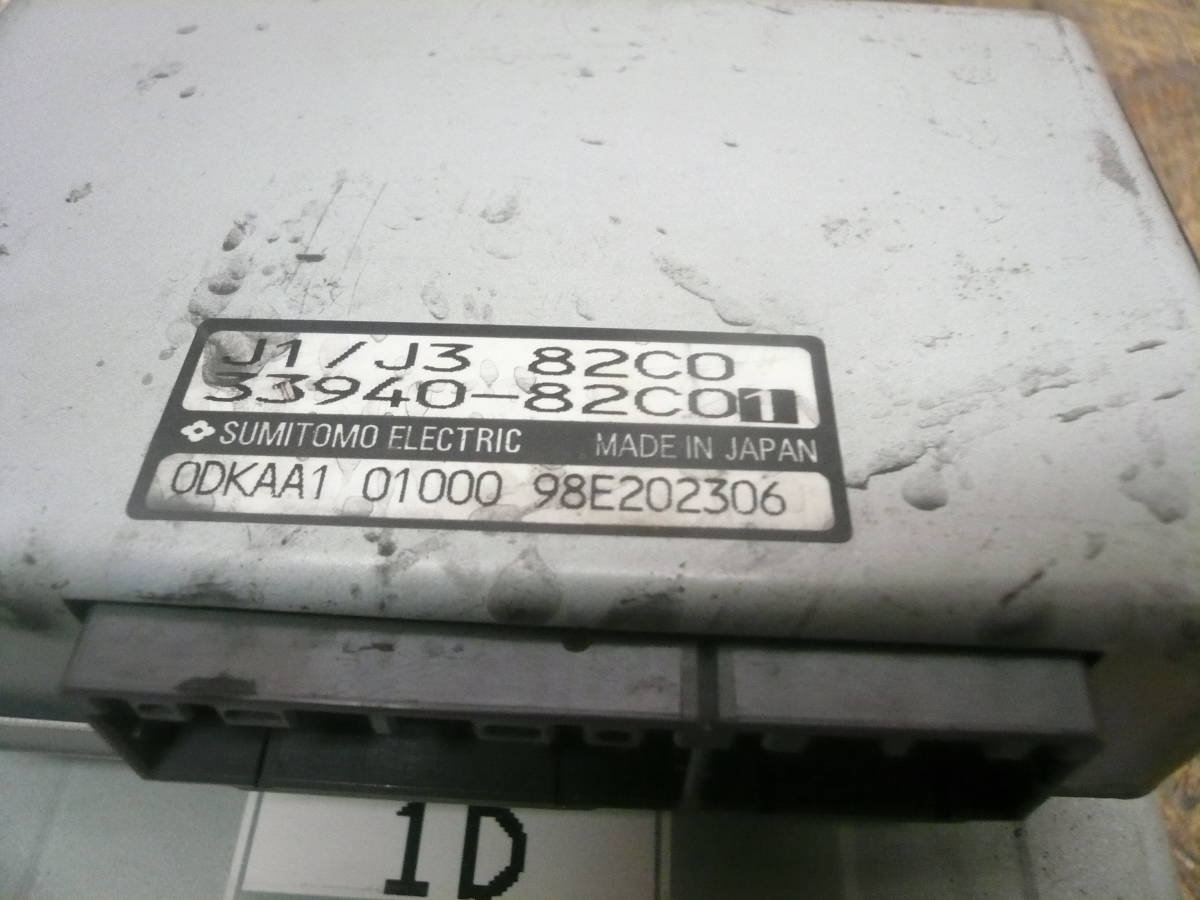 J1/J3 82C0
33940-82C01
SUMITOMO ELECTRIC MADE IN JAPAN
0DKAA1 01000 98E202306
1D